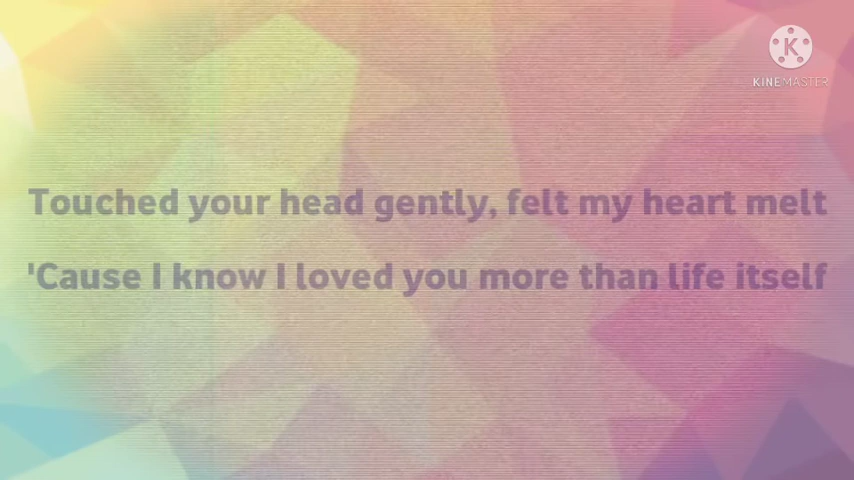 K
KINEMASTER
Touched your head gently, felt my heart melt
'Cause I know I loved you more than life itself